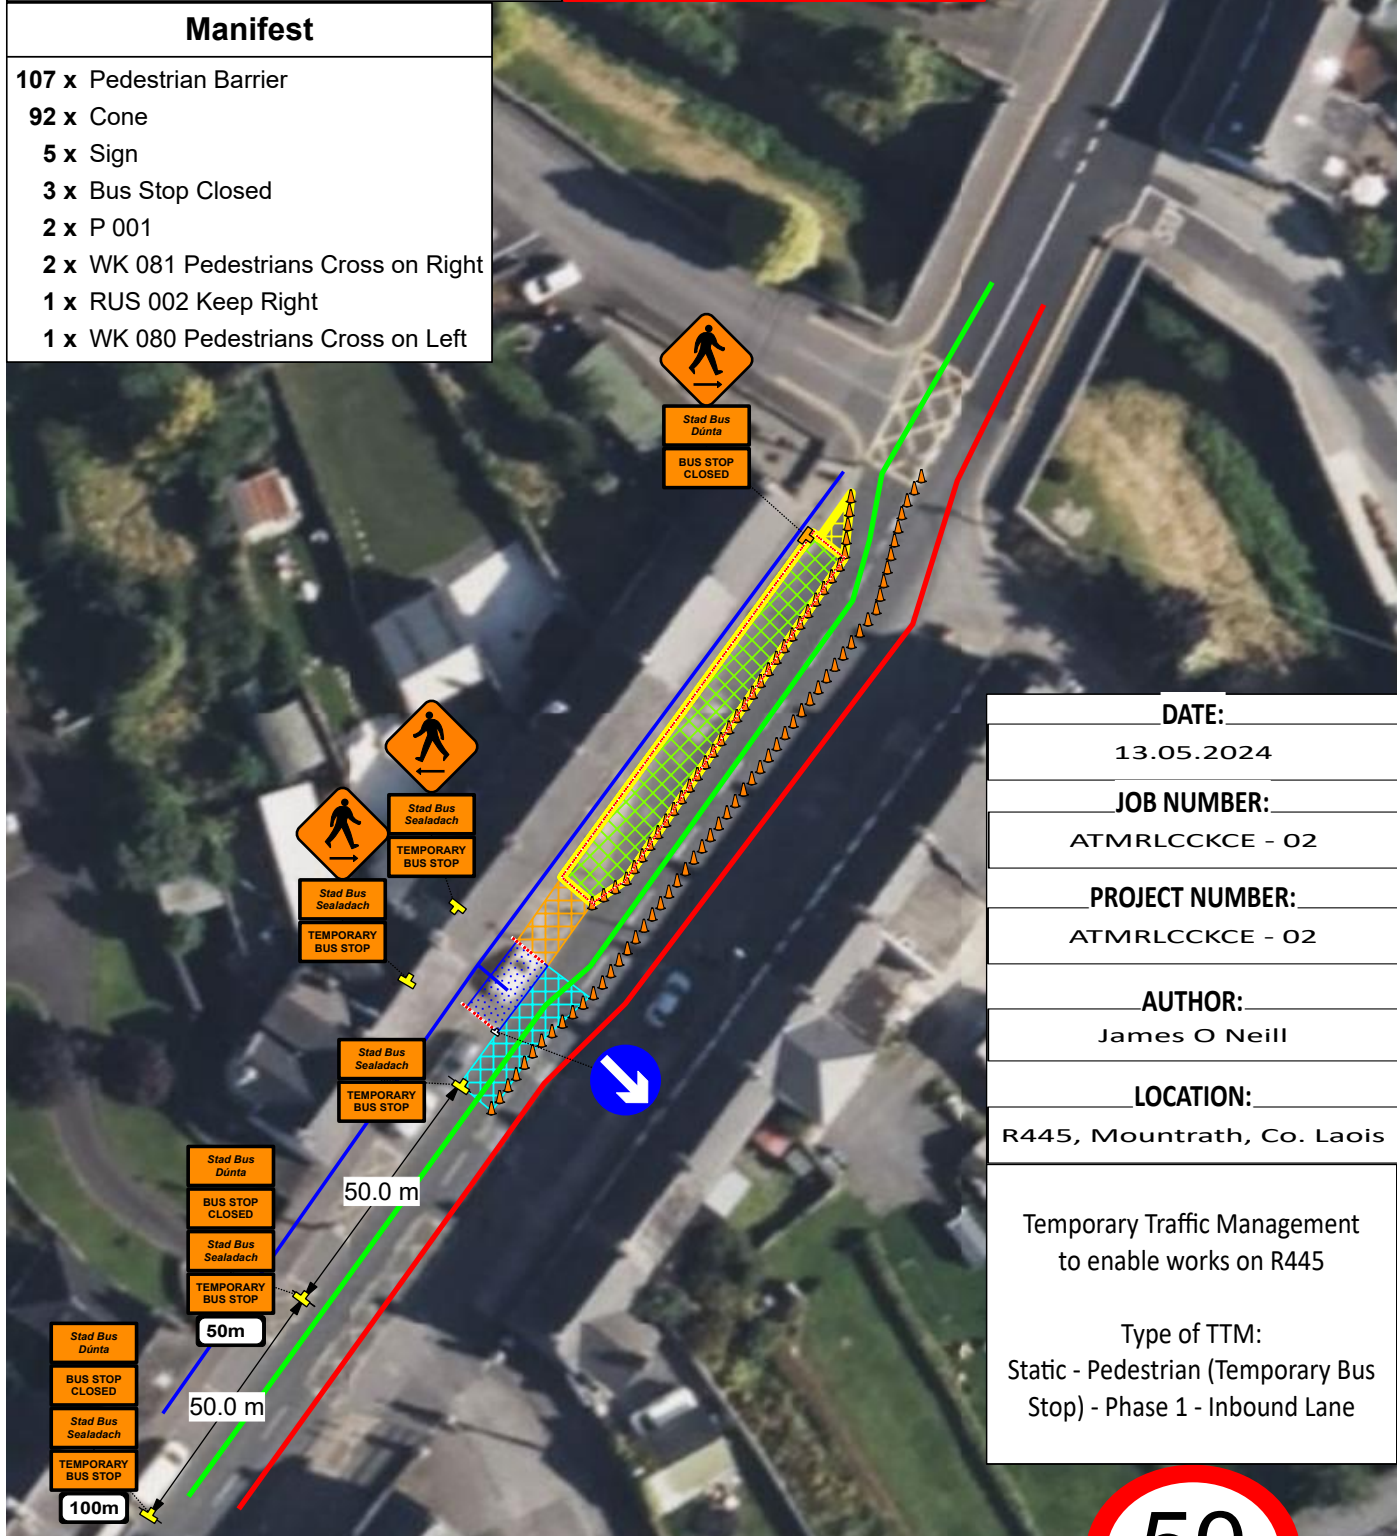 Manifest
107 x Pedestrian Barrier
92 x Cone
5 x Sign
3 x Bus Stop Closed
2 x P 001
2 x WK 081 Pedestrians Cross on Right
1 x RUS 002 Keep Right
1 x WK 080 Pedestrians Cross on Left
Stad Bus
Dúnta
BUS STOP
CLOSED
Stad Bus
Sealadach
TEMPORARY
BUS STOP
Stad Bus
Sealadach
TEMPORARY
BUS STOP
Stad Bus
Sealadach
TEMPORARY
BUS STOP
50.0 m
Stad Bus
Dúnta
BUS STOP
CLOSED
Stad Bus
Sealadach
TEMPORARY
BUS STOP
50m
50.0 m
Stad Bus
Dúnta
BUS STOP
CLOSED
Stad Bus
Sealadach
TEMPORARY
BUS STOP
100m
DATE:
13.05.2024
JOB NUMBER:
ATMRLCCKCE - 02
PROJECT NUMBER:
ATMRLCCKCE - 02
AUTHOR:
James O Neill
LOCATION:
R445, Mountrath, Co. Laois
Temporary Traffic Management
to enable works on R445
Type of TTM:
Static - Pedestrian (Temporary Bus
Stop) - Phase 1 - Inbound Lane